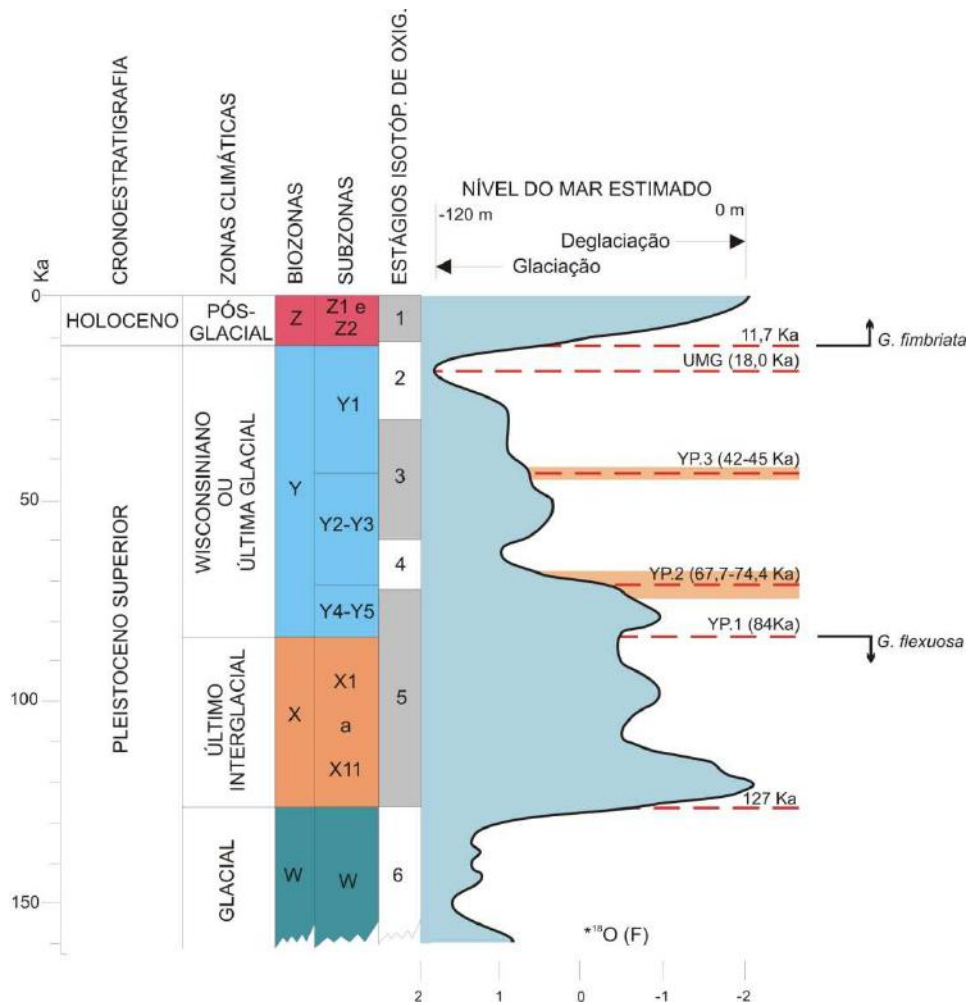 Ka
CRONOESTRATIGRAFIA
ZONAS CLIMÁTICAS
BIOZONAS
SUBZONAS
ESTÁGIOS ISOTÓP. DE OXIG.
NÍVEL DO MAR ESTIMADO
-120 m
0 m
Deglaciação
Glaciação
0
50
100
150
HOLOCENO
PLEISTOCENO SUPERIOR
PÓS-
GLACIAL
WISCONSINIANO
OU
ÚLTIMA GLACIAL
ÚLTIMO
INTERGLACIAL
GLACIAL
Z
Y
X
W
Z1 e
Z2
Y1
Y2-Y3
Y4-Y5
X1
a
X11
W
1
2
3
4
5
6
11,7 Ka
UMG (18,0 Ka)
YP.3 (42-45 Ka)
YP.2 (67,7-74,4 Ka)
YP.1 (84Ka)
127 Ka
G. fimbriata
G. flexuosa
*¹⁸O (F)
2
1
0
-1
-2